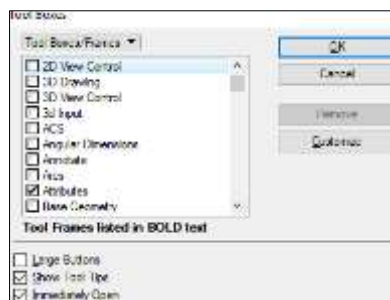 Tool Boxes
Tool Boxes/Frames
2D View Control
3D Drawing
3D View Control
3d Input
ACS
Angular Dimensions
Annotate
Arcs
Attributes
Base Geometry
Tool Frames listed in BOLD text
OK
Cancel
Remove
Customize
Large Buttons
Show Tool Tips
Immediately Open